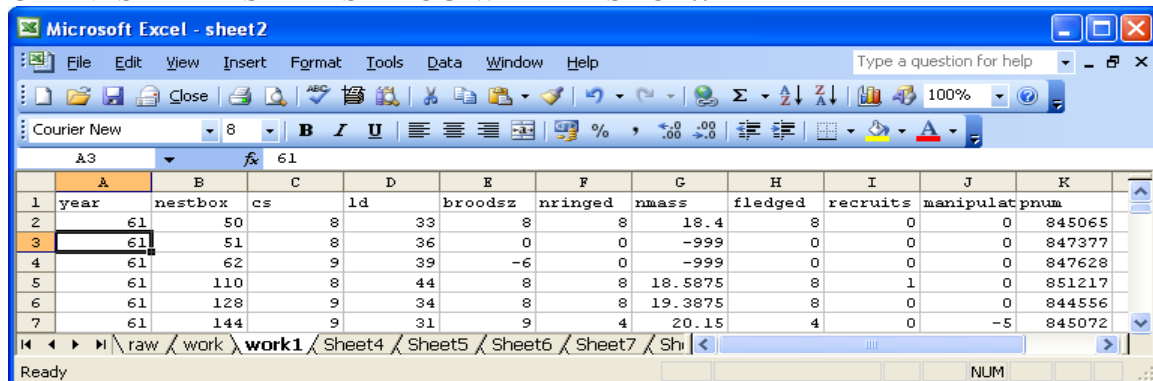 Microsoft Excel - sheet2
File Edit View Insert Format Tools Data Window Help Type a question for help
Close 100%
Courier New 8 B I U % , .00 .00 A
A3 fx 61
A B C D E F G H I J K
1 year nestbox cs ld broodsz nringed nmass fledged recruits manipulat pnum
2 61 50 8 33 8 8 18.4 8 0 0 845065
3 61 51 8 36 0 0 -999 0 0 0 847377
4 61 62 9 39 -6 0 -999 0 0 0 847628
5 61 110 8 44 8 8 18.5875 8 1 0 851217
6 61 128 9 34 8 8 19.3875 8 0 0 844556
7 61 144 9 31 9 4 20.15 4 0 -5 845072
raw work work1 Sheet4 Sheet5 Sheet6 Sheet7 Sh
Ready NUM